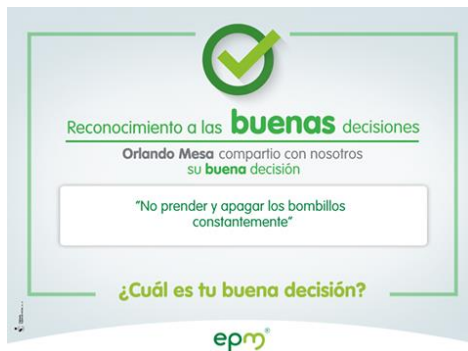 Reconocimiento a las buenas decisiones
Orlando Mesa compartio con nosotros
su buena decisión
"No prender y apagar los bombillos
constantemente"
¿Cuál es tu buena decisión?
epm®